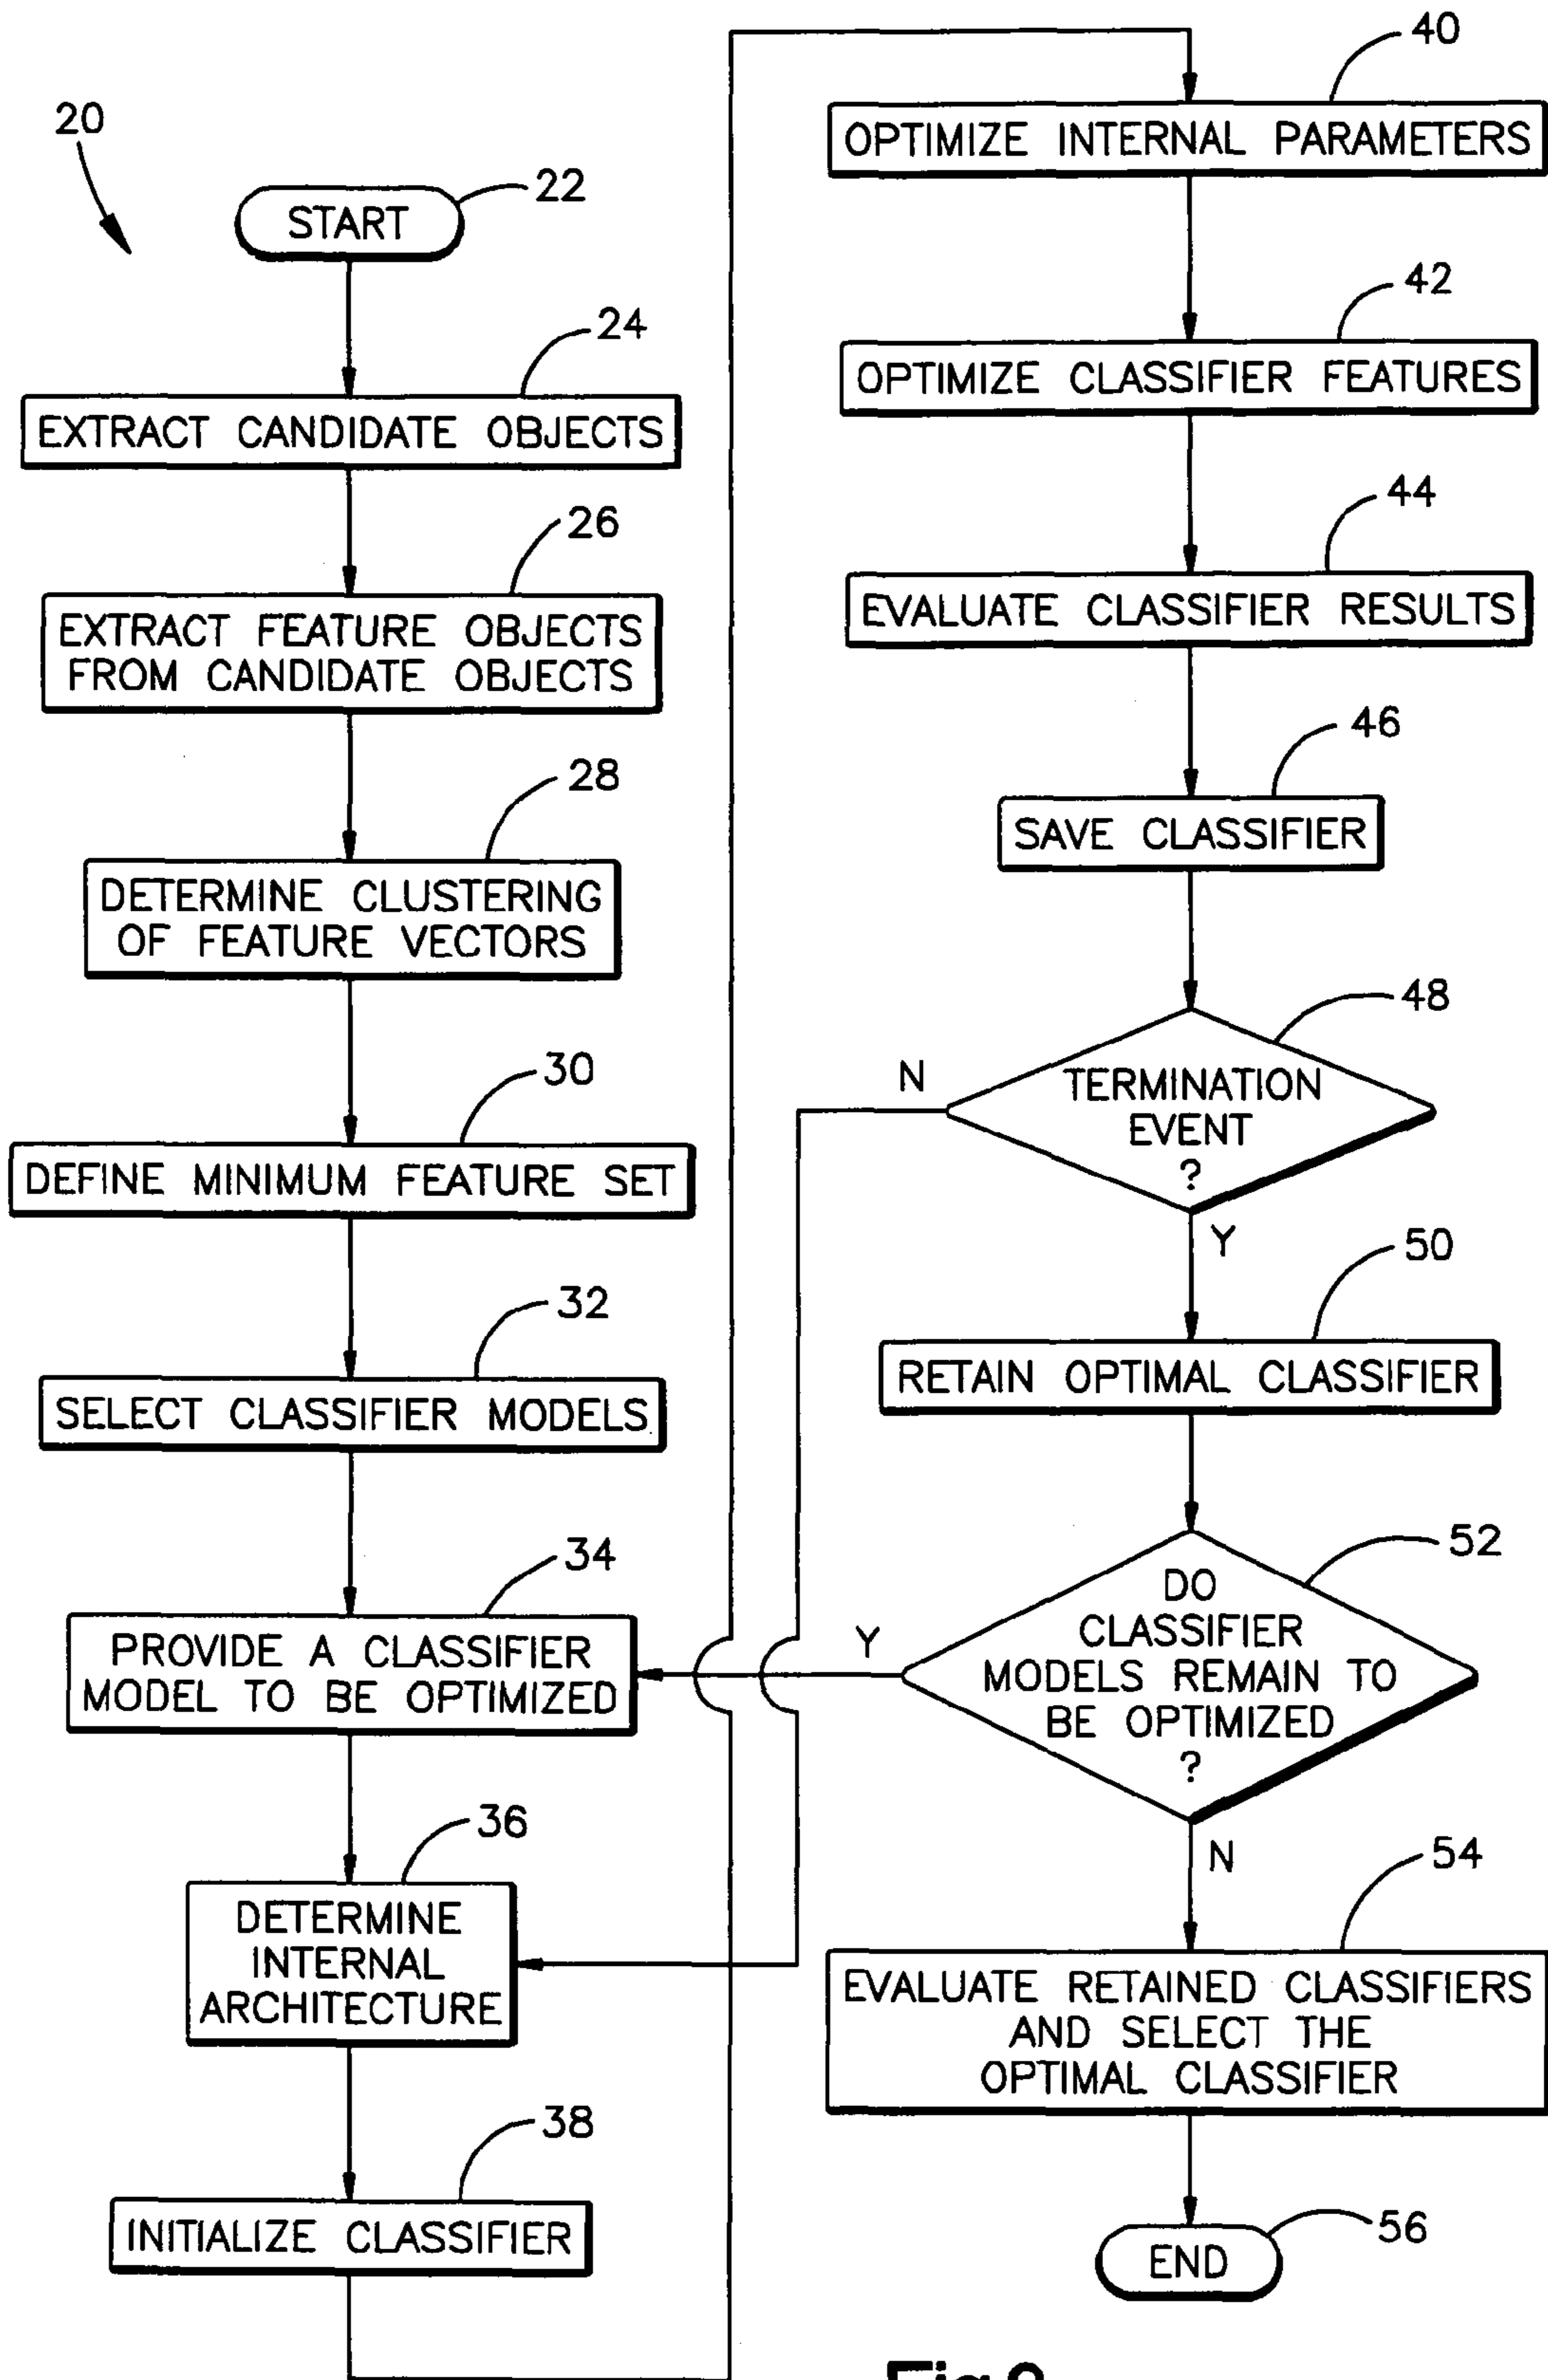 20
START
22
EXTRACT CANDIDATE OBJECTS
24
EXTRACT FEATURE OBJECTS
FROM CANDIDATE OBJECTS
26
DETERMINE CLUSTERING
OF FEATURE VECTORS
28
DEFINE MINIMUM FEATURE SET
30
SELECT CLASSIFIER MODELS
32
PROVIDE A CLASSIFIER
MODEL TO BE OPTIMIZED
34
DETERMINE
INTERNAL
ARCHITECTURE
36
INITIALIZE CLASSIFIER
38
OPTIMIZE INTERNAL PARAMETERS
40
OPTIMIZE CLASSIFIER FEATURES
42
EVALUATE CLASSIFIER RESULTS
44
SAVE CLASSIFIER
46
TERMINATION
EVENT
?
48
N
Y
RETAIN OPTIMAL CLASSIFIER
50
DO
CLASSIFIER
MODELS REMAIN TO
BE OPTIMIZED
?
52
Y
N
EVALUATE RETAINED CLASSIFIERS
AND SELECT THE
OPTIMAL CLASSIFIER
54
END
56